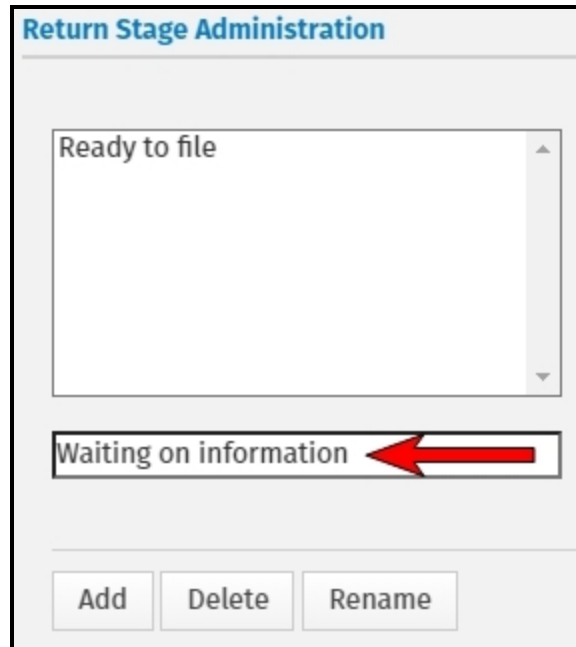 Return Stage Administration
Ready to file
Waiting on information
Add Delete Rename